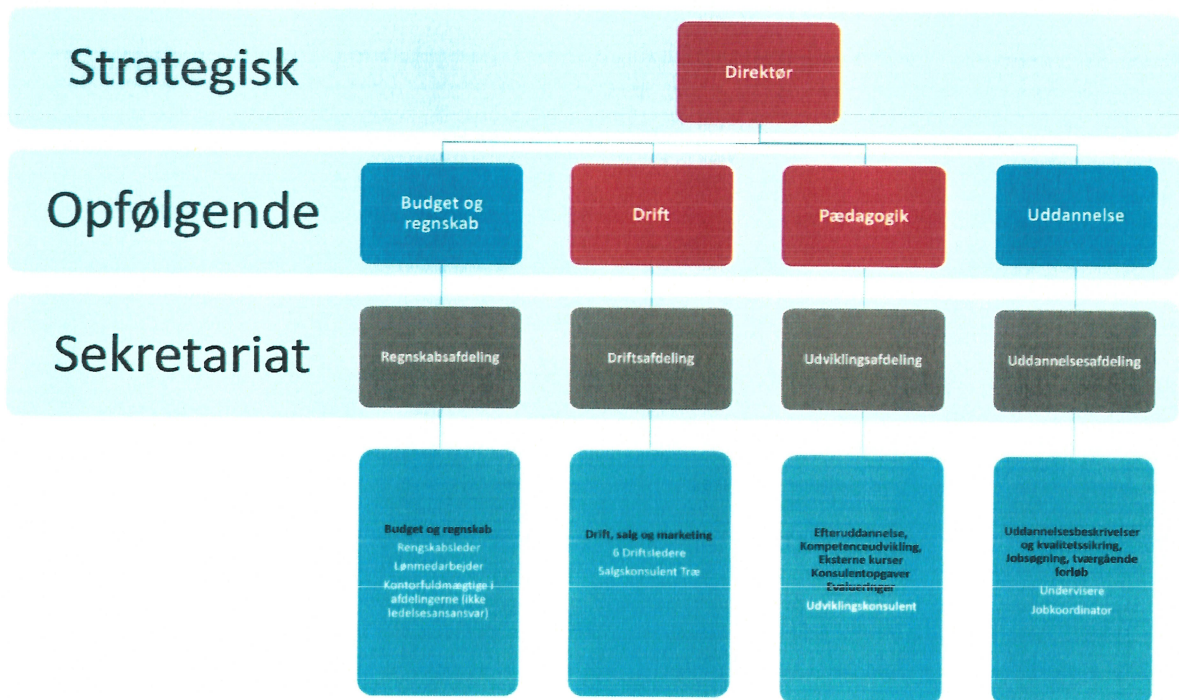 Strategisk
Direktør
Opfølgende
Budget og
regnskab
Drift
Pædagogik
Uddannelse
Sekretariat
Regnskabsafdeling
Driftsafdeling
Udviklingsafdeling
Uddannelsesafdeling
Budget og regnskab
Rengskabsleder
Lønmedarbejder
Kontorfuldmægtige i
afdelingerne (ikke
ledelsesansansvar)
Drift, salg og marketing
6 Driftsledere
Salgskonsulent Træ
Efteruddannelse,
Kompetenceudvikling,
Eksterne kurser
Konsulentopgaver
Evalueringer
Udviklingskonsulent
Uddannelsesbeskrivelser
og kvalitetssikring,
Jobsøgning, tværgående
forløb
Undervisere
Jobkoordinator